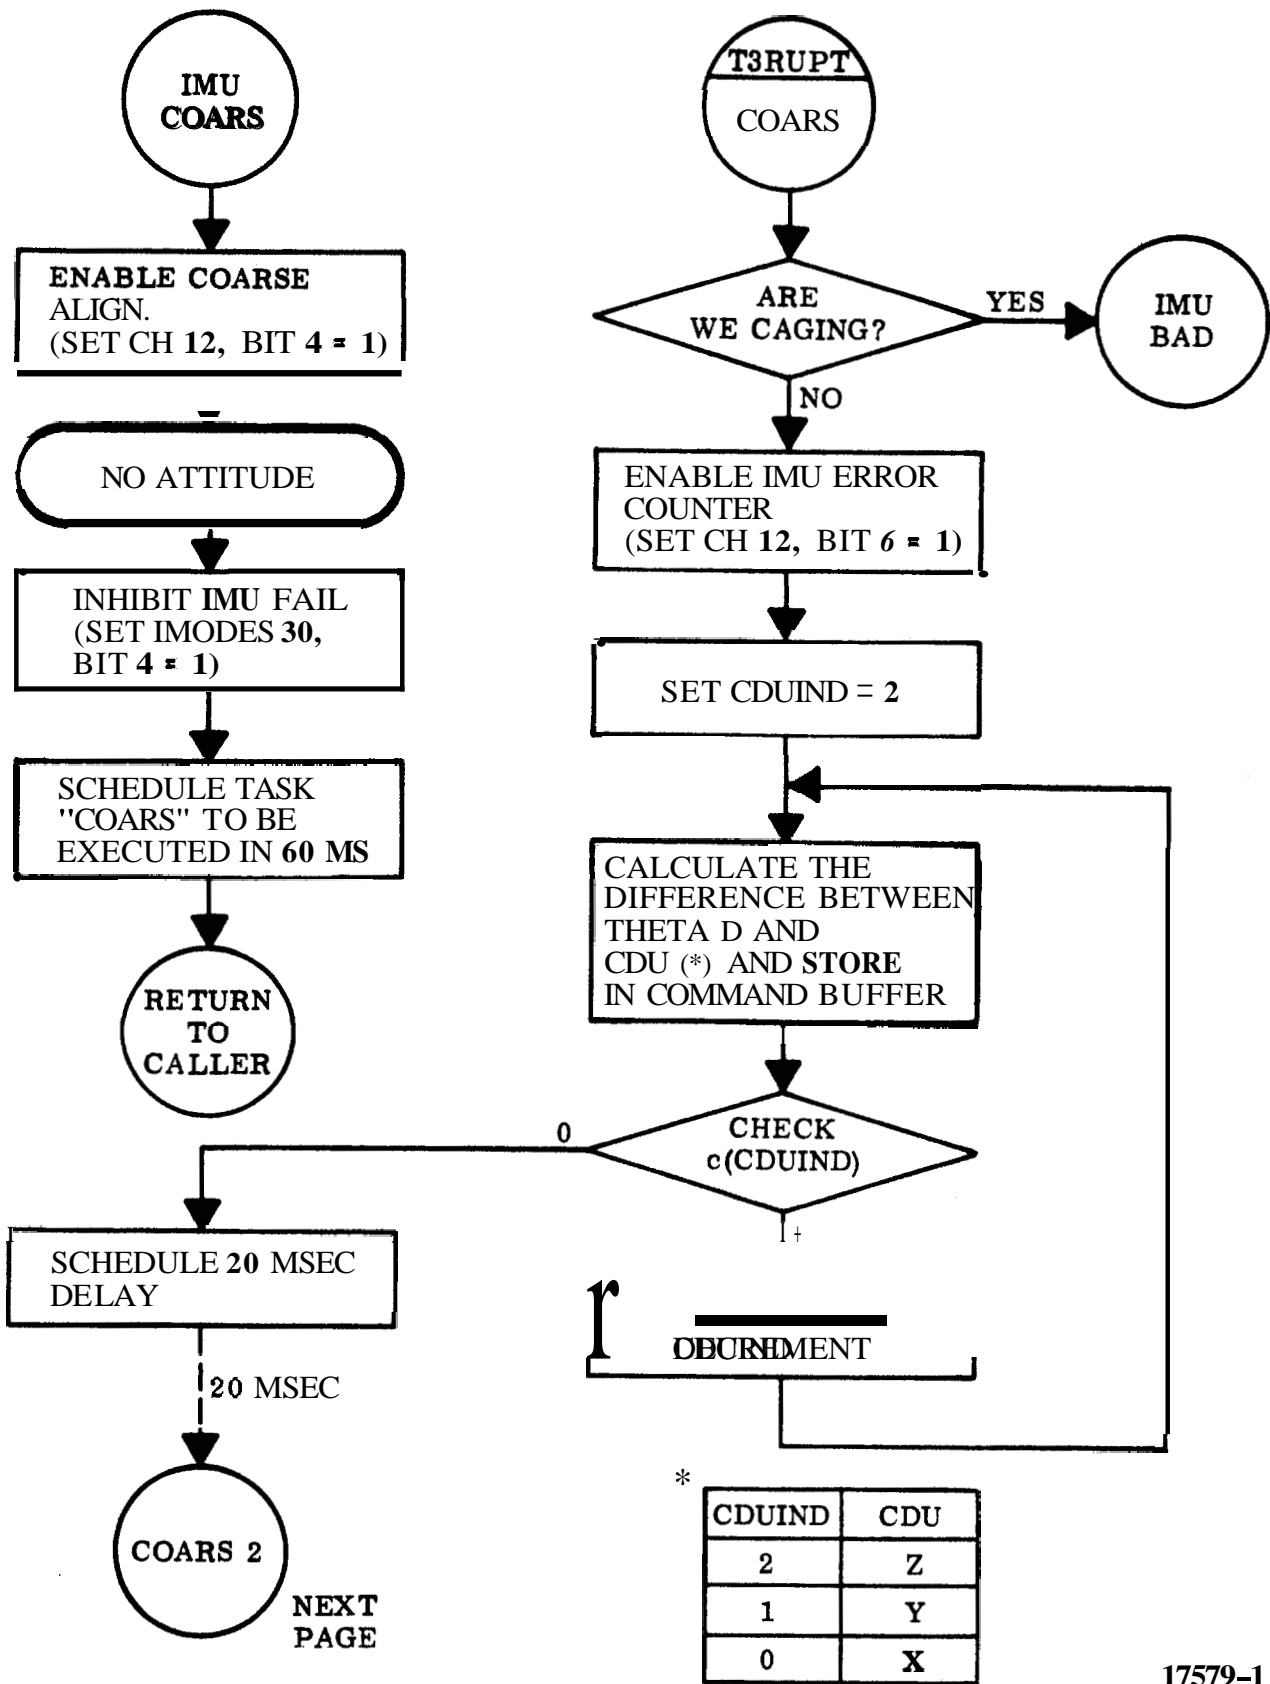 IMU
COARS
ENABLE COARSE
ALIGN.
(SET CH 12, BIT 4 = 1)
NO ATTITUDE
INHIBIT IMU FAIL
(SET IMODES 30,
BIT 4 = 1)
SCHEDULE TASK
"COARS" TO BE
EXECUTED IN 60 MS
RETURN
TO
CALLER
T3RUPT
COARS
ARE
WE CAGING?
YES
IMU
BAD
NO
ENABLE IMU ERROR
COUNTER
(SET CH 12, BIT 6 = 1)
SET CDUIND = 2
CALCULATE THE
DIFFERENCE BETWEEN
THETA D AND
CDU (*) AND STORE
IN COMMAND BUFFER
CHECK
c(CDUIND)
0
+
SCHEDULE 20 MSEC
DELAY
20 MSEC
COARS 2
NEXT
PAGE
*
CDUIND CDU
2 Z
1 Y
0 X
17579-1